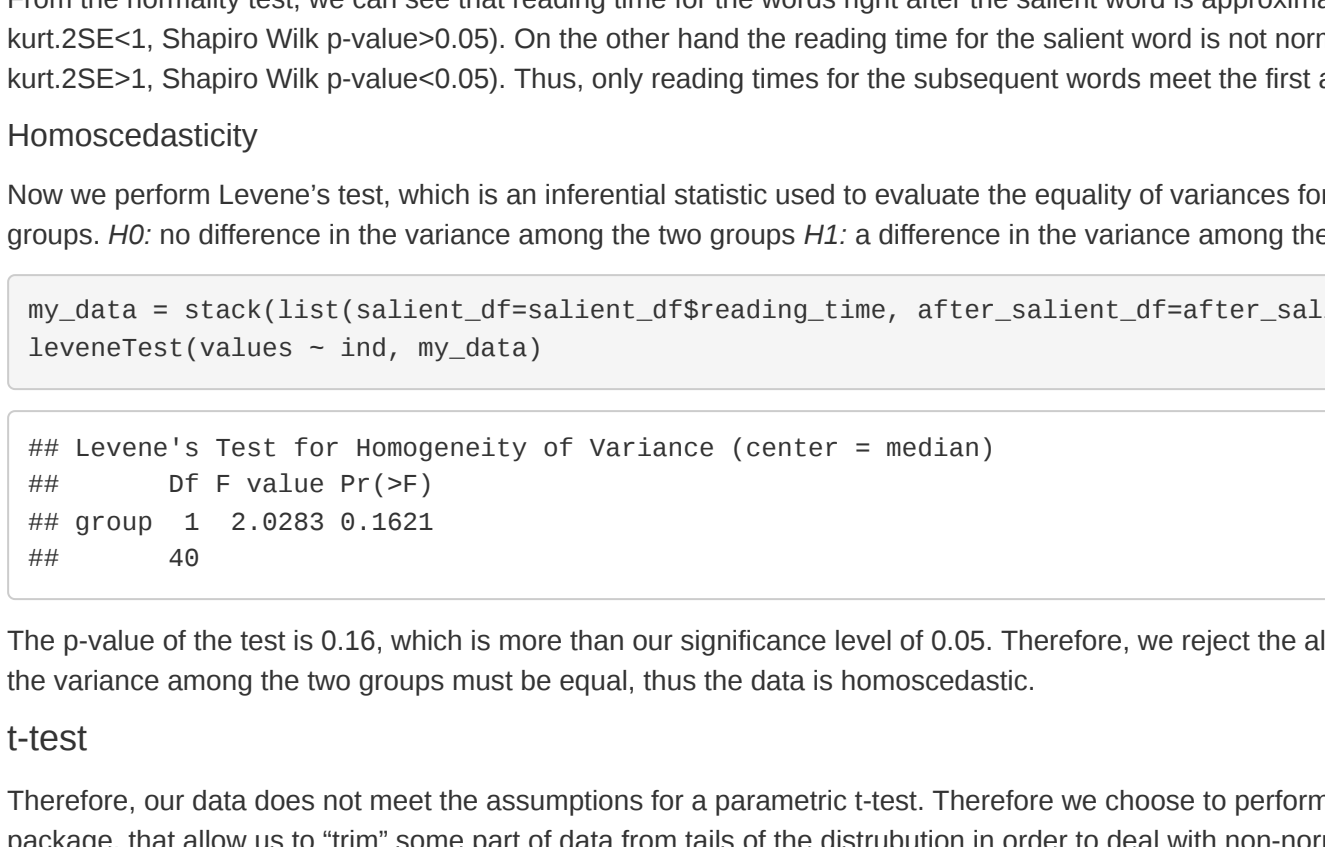 From the normality test, we can see that reading time for the words right after the salient word is
kurt.2SE<1, Shapiro Wilk p-value>0.05). On the other hand the reading time for the salient word is not
kurt.2SE>1, Shapiro Wilk p-value<0.05). Thus, only reading times for the subsequent words meet the first
Homoscedasticity
Now we perform Levene’s test, which is an inferential statistic used to evaluate the equality of variances for
groups. H0: no difference in the variance among the two groups H1: a difference in the variance among the
my_data = stack(list(salient_df=salient_df$reading_time, after_salient_df=after_sal
leveneTest(values ~ ind, my_data)
## Levene's Test for Homogeneity of Variance (center = median)
##       Df F value Pr(>F)
## group  1  2.0283 0.1621
##       40
The p-value of the test is 0.16, which is more than our significance level of 0.05. Therefore, we reject the
the variance among the two groups must be equal, thus the data is homoscedastic.
t-test
Therefore, our data does not meet the assumptions for a parametric t-test. Therefore we choose to perform
package, that allow us to “trim” some part of data from tails of the distrubution in order to deal with